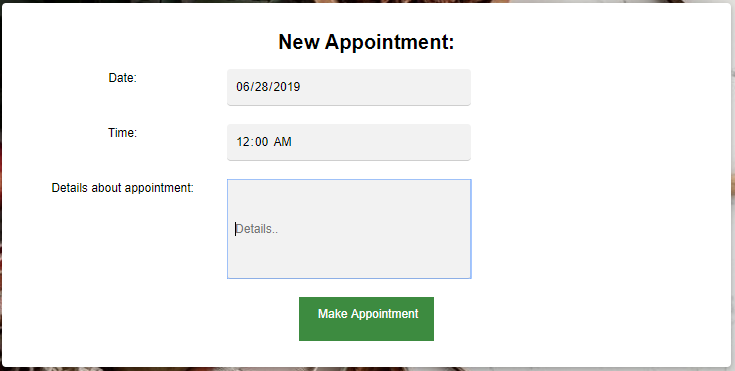 New Appointment:
Date:
06/28/2019
Time:
12:00 AM
Details about appointment:
Details..
Make Appointment